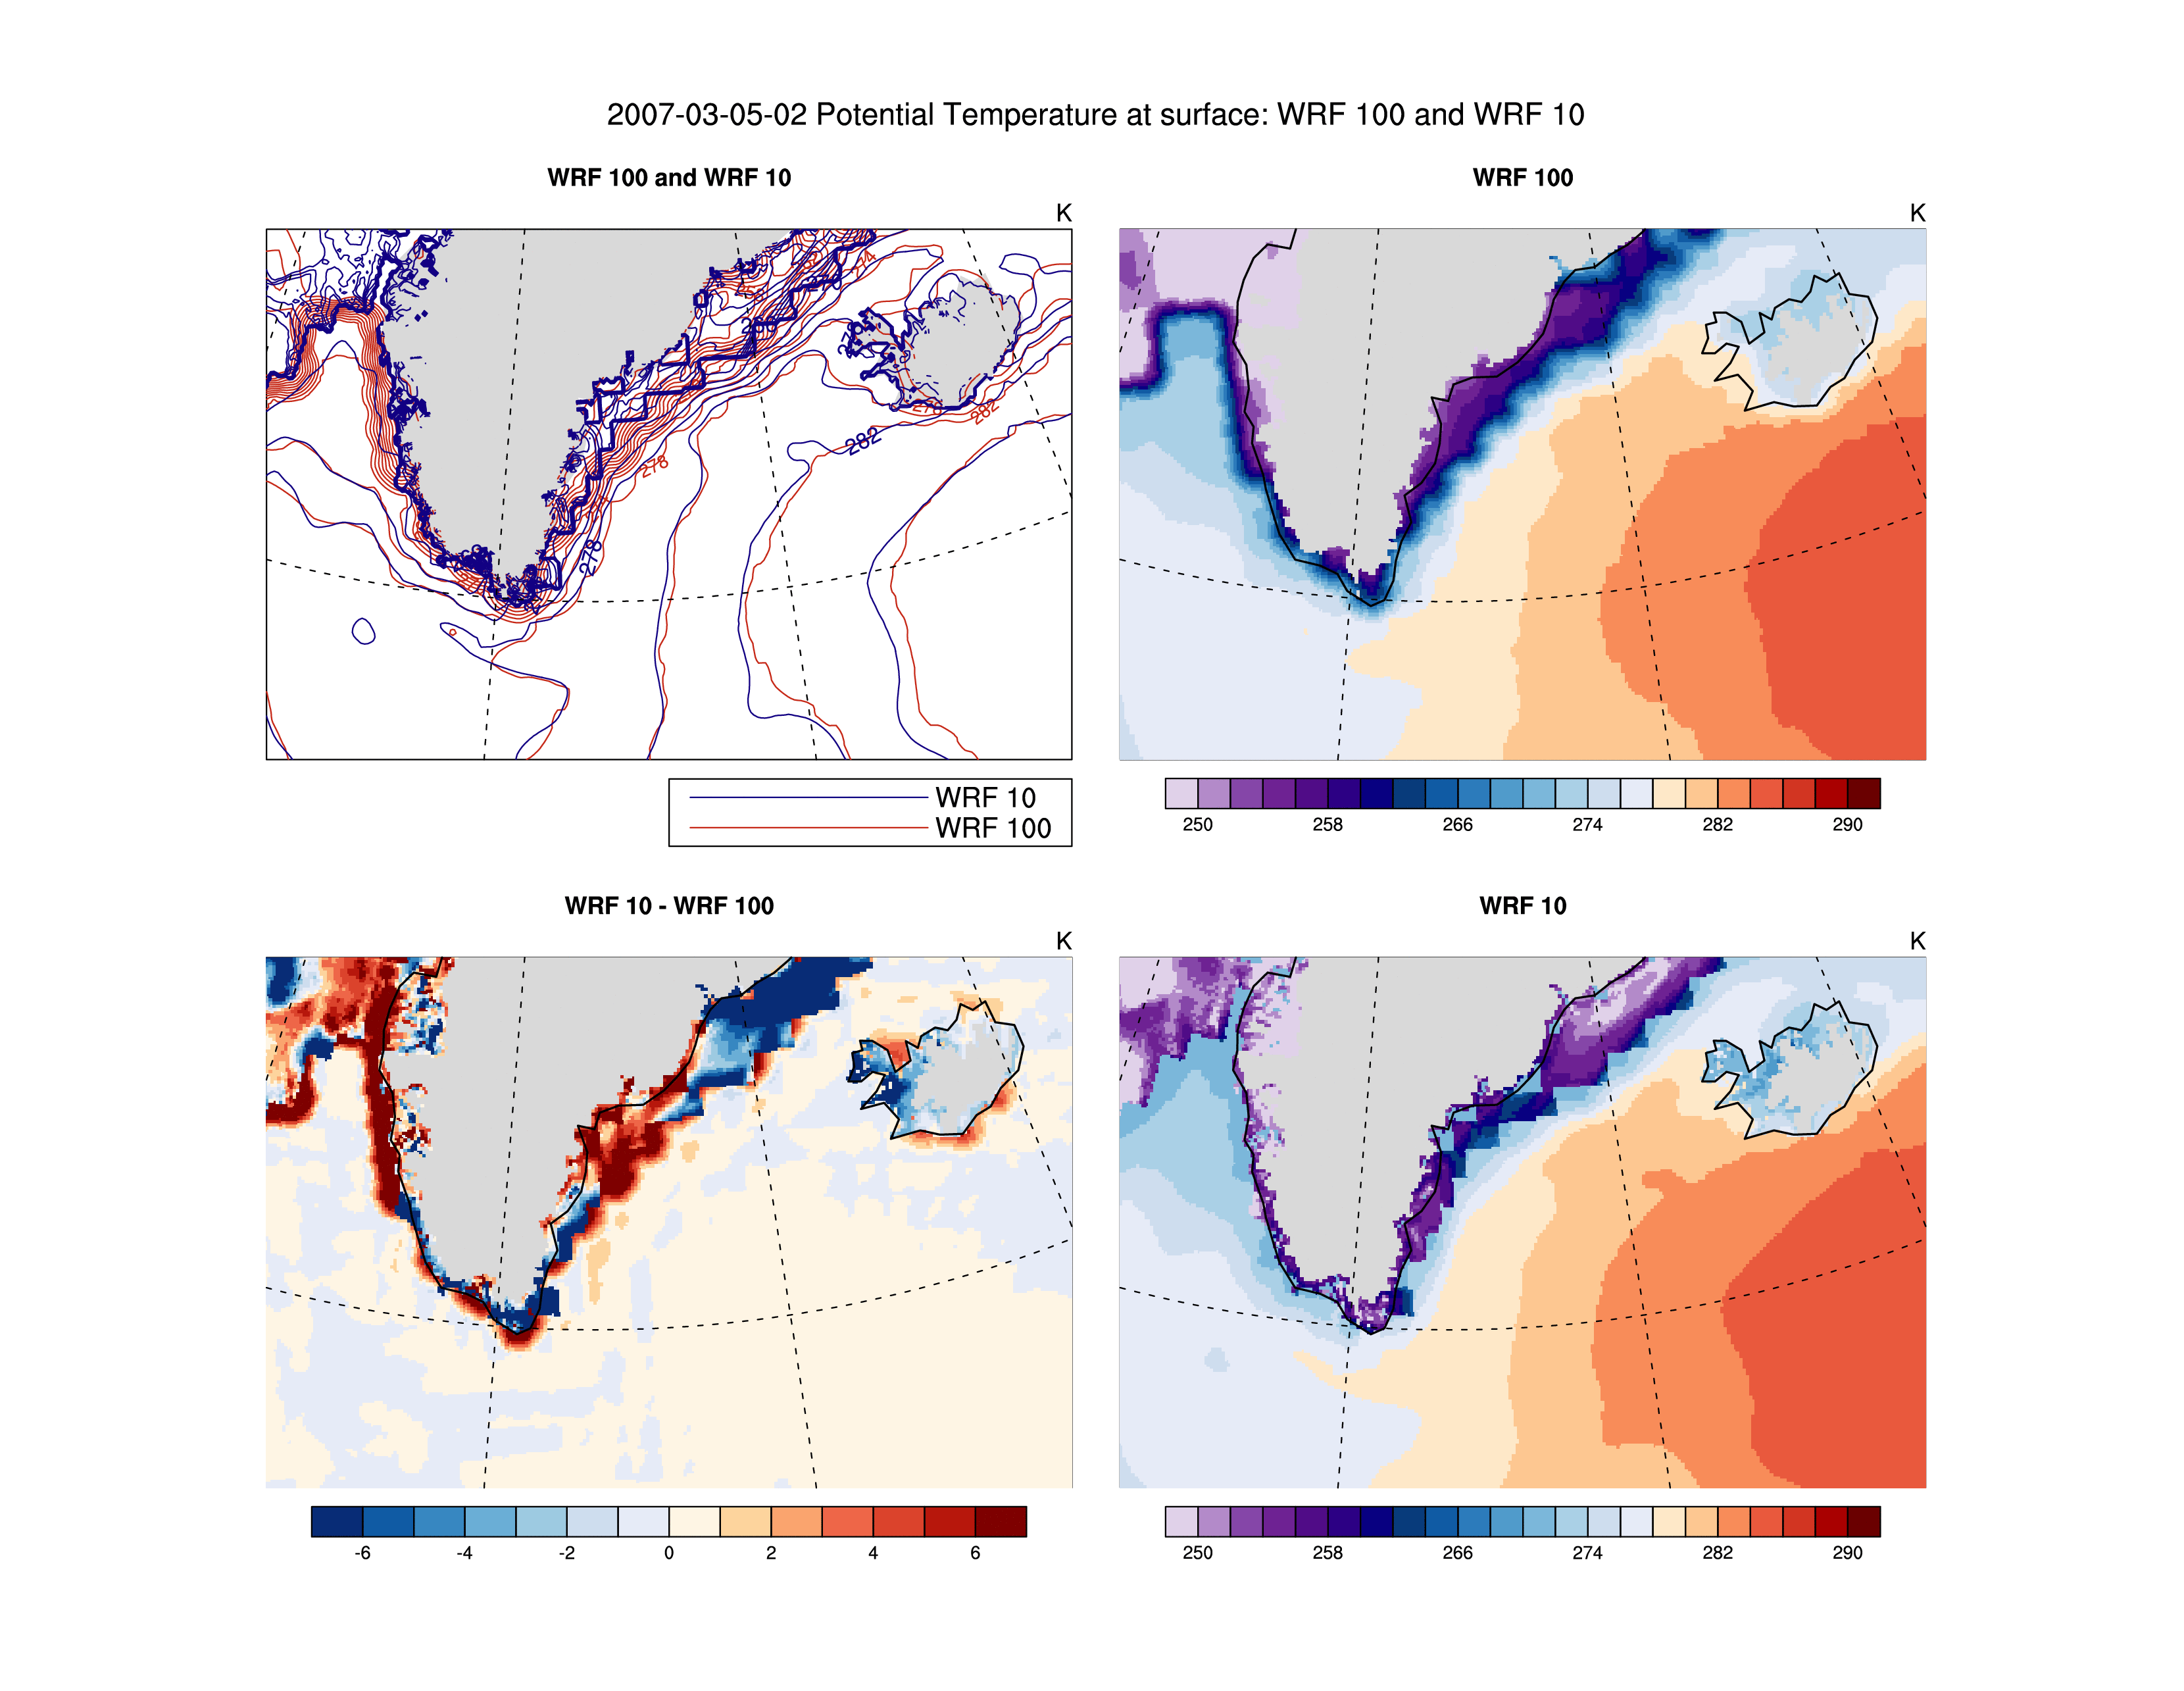 2007-03-05-02 Potential Temperature at surface: WRF 100 and WRF 10
WRF 100 and WRF 10
K
278
282
278
282
278
WRF 10
WRF 100
WRF 100
K
250 258 266 274 282 290
WRF 10 - WRF 100
K
-6 -4 -2 0 2 4 6
WRF 10
K
250 258 266 274 282 290